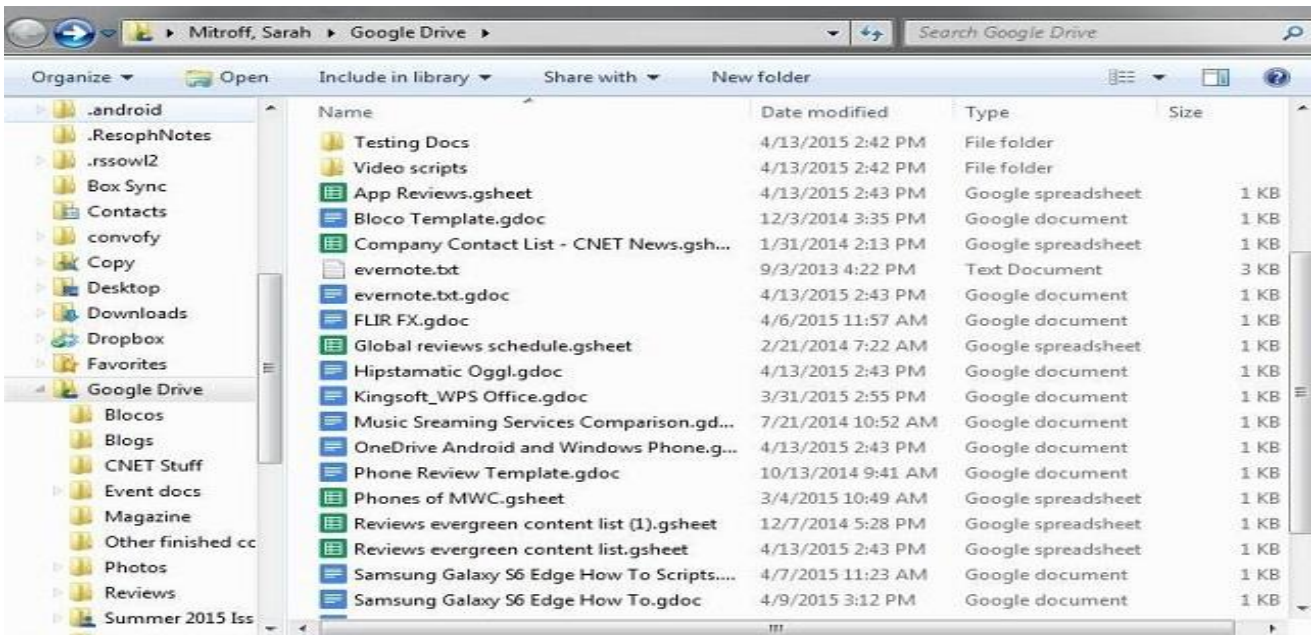 Mitroff, Sarah Google Drive Search Google Drive
Organize Open Include in library Share with New folder
.android
.ResophNotes
.rssowl2
Box Sync
Contacts
convofy
Copy
Desktop
Downloads
Dropbox
Favorites
Google Drive
Blocos
Blogs
CNET Stuff
Event docs
Magazine
Other finished cc
Photos
Reviews
Summer 2015 Iss
Name Date modified Type Size
Testing Docs 4/13/2015 2:42 PM File folder
Video scripts 4/13/2015 2:42 PM File folder
App Reviews.gsheet 4/13/2015 2:43 PM Google spreadsheet 1 KB
Bloco Template.gdoc 12/3/2014 3:35 PM Google document 1 KB
Company Contact List - CNET News.gsh... 1/31/2014 2:13 PM Google spreadsheet 1 KB
evernote.txt 9/3/2013 4:22 PM Text Document 3 KB
evernote.txt.gdoc 4/13/2015 2:43 PM Google document 1 KB
FLIR FX.gdoc 4/6/2015 11:57 AM Google document 1 KB
Global reviews schedule.gsheet 2/21/2014 7:22 AM Google spreadsheet 1 KB
Hipstamatic Oggl.gdoc 4/13/2015 2:43 PM Google document 1 KB
Kingsoft_WPS Office.gdoc 3/31/2015 2:55 PM Google document 1 KB
Music Sreaming Services Comparison.gd... 7/21/2014 10:52 AM Google document 1 KB
OneDrive Android and Windows Phone.g... 4/13/2015 2:43 PM Google document 1 KB
Phone Review Template.gdoc 10/13/2014 9:41 AM Google document 1 KB
Phones of MWC.gsheet 3/4/2015 10:49 AM Google spreadsheet 1 KB
Reviews evergreen content list (1).gsheet 12/7/2014 5:28 PM Google spreadsheet 1 KB
Reviews evergreen content list.gsheet 4/13/2015 2:43 PM Google spreadsheet 1 KB
Samsung Galaxy S6 Edge How To Scripts.... 4/7/2015 11:23 AM Google document 1 KB
Samsung Galaxy S6 Edge How To.gdoc 4/9/2015 3:12 PM Google document 1 KB